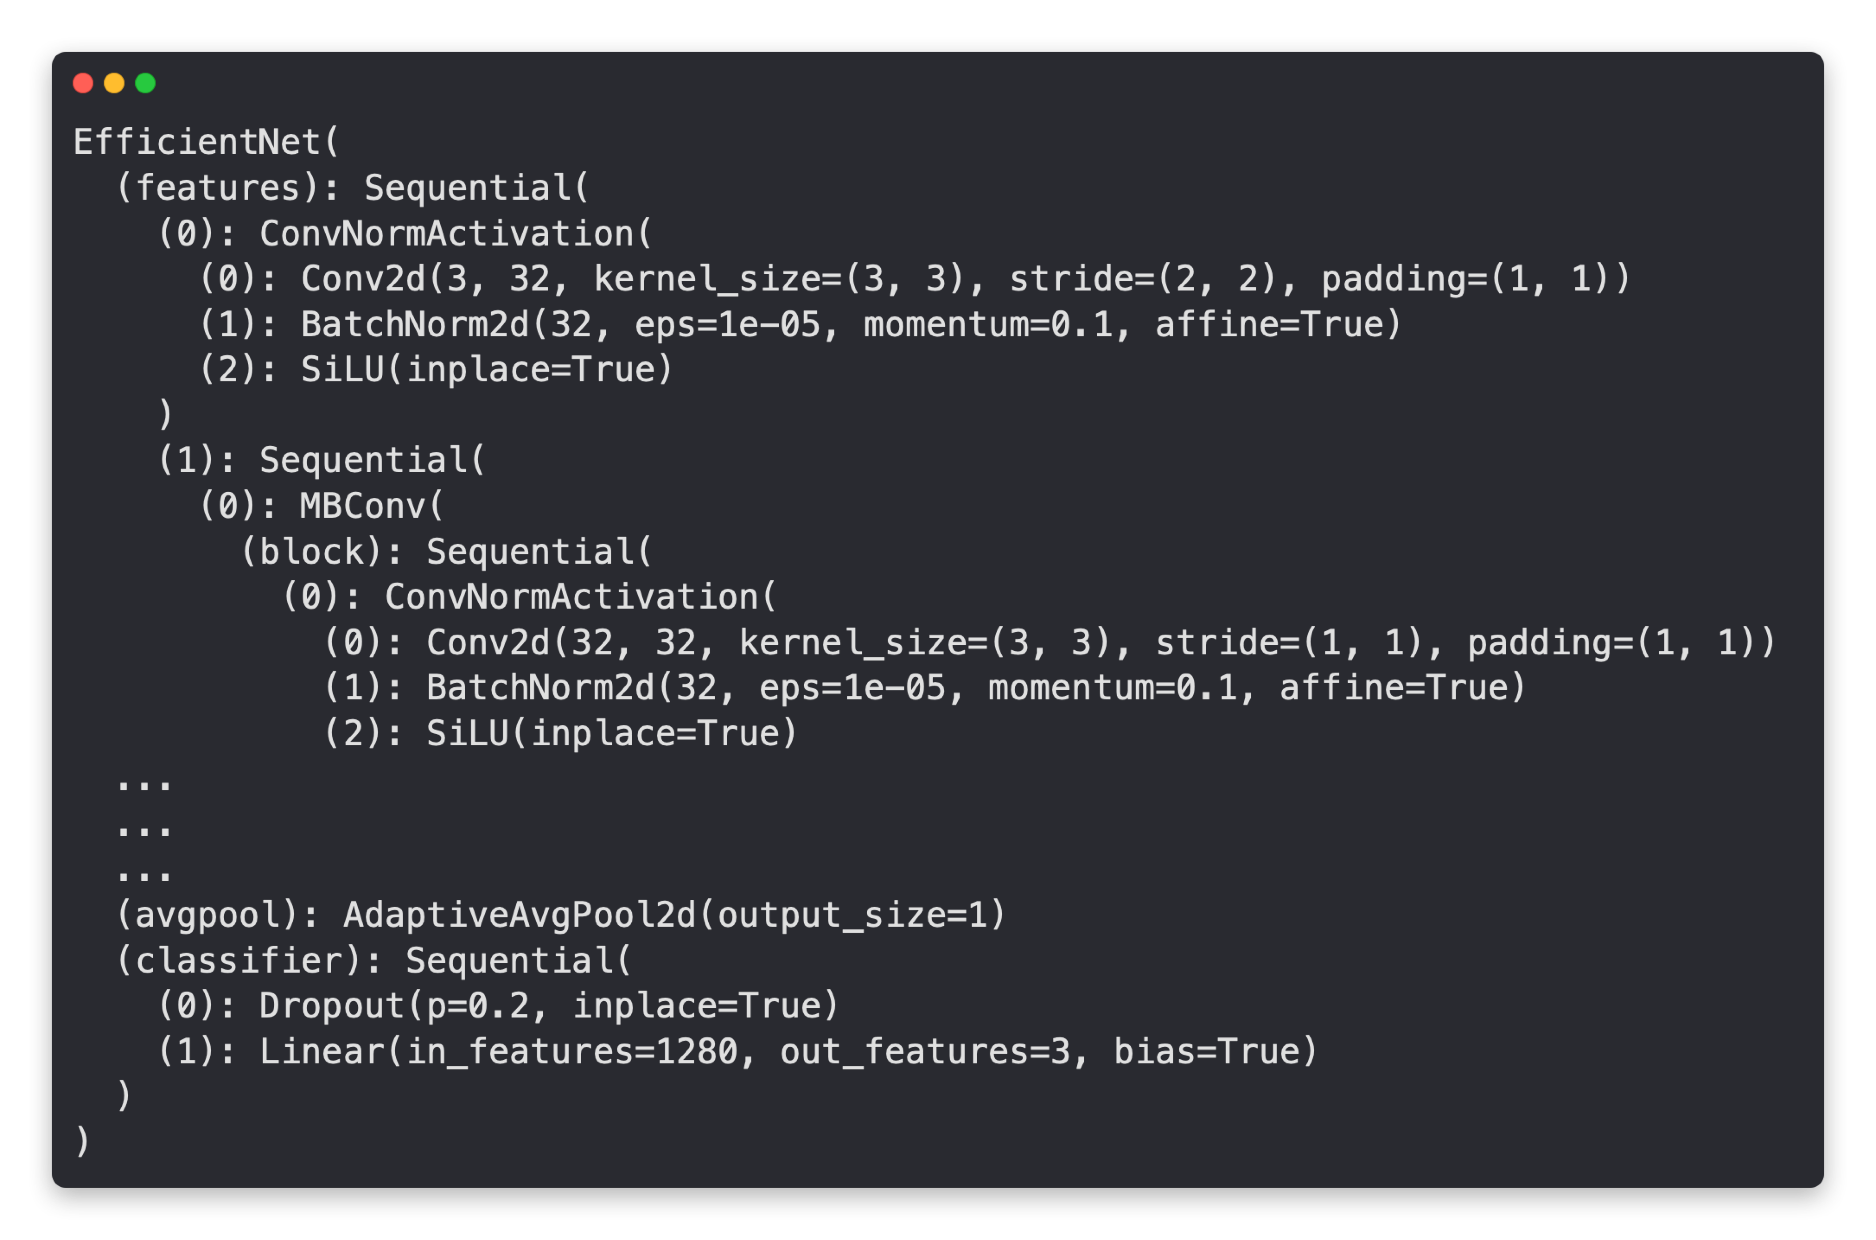 EfficientNet(
  (features): Sequential(
    (0): ConvNormActivation(
      (0): Conv2d(3, 32, kernel_size=(3, 3), stride=(2, 2), padding=(1, 1))
      (1): BatchNorm2d(32, eps=1e-05, momentum=0.1, affine=True)
      (2): SiLU(inplace=True)
    )
    (1): Sequential(
      (0): MBConv(
        (block): Sequential(
          (0): ConvNormActivation(
            (0): Conv2d(32, 32, kernel_size=(3, 3), stride=(1, 1), padding=(1, 1))
            (1): BatchNorm2d(32, eps=1e-05, momentum=0.1, affine=True)
            (2): SiLU(inplace=True)
  ...
  ...
  ...
  (avgpool): AdaptiveAvgPool2d(output_size=1)
  (classifier): Sequential(
    (0): Dropout(p=0.2, inplace=True)
    (1): Linear(in_features=1280, out_features=3, bias=True)
  )
)